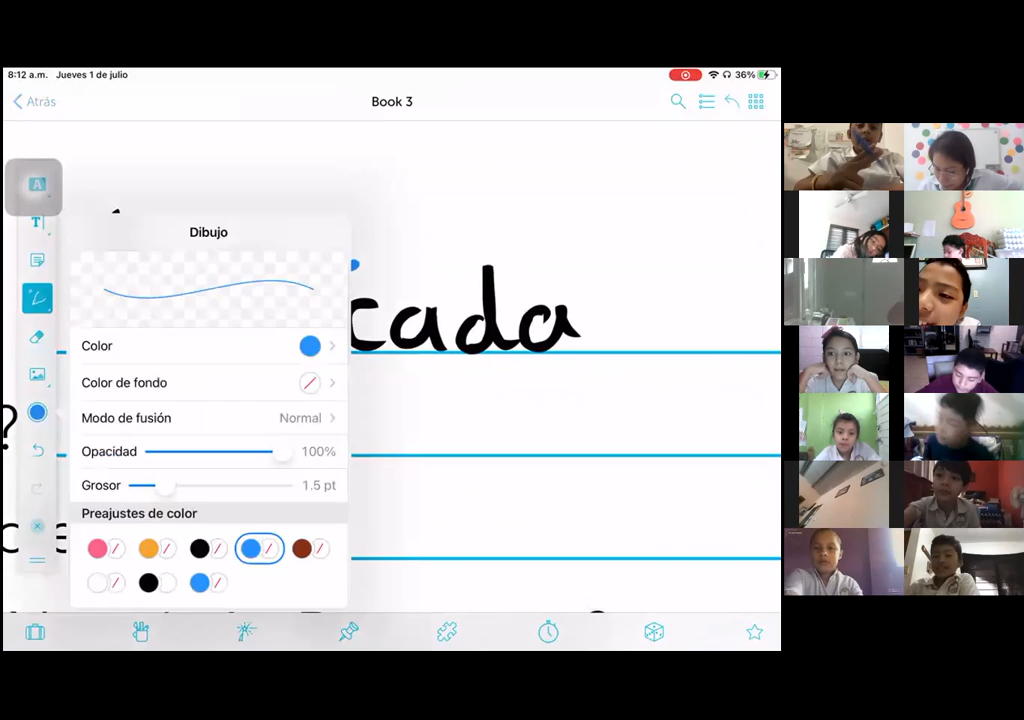 8:12 a.m. Jueves 1 de julio 36%
Atrás Book 3
A
T
Dibujo
cada
Color
Color de fondo
?
Modo de fusión Normal
Opacidad 100%
Grosor 1.5 pt
Preajustes de color